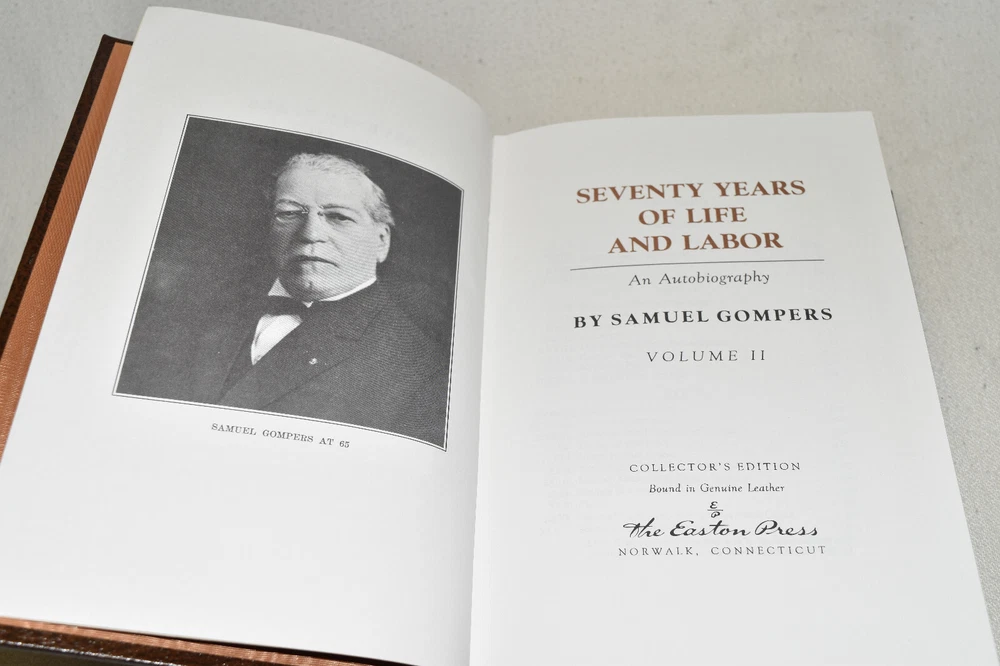 SAMUEL GOMPERS AT 65
SEVENTY YEARS
OF LIFE
AND LABOR
An Autobiography
BY SAMUEL GOMPERS
VOLUME II
COLLECTOR'S EDITION
Bound in Genuine Leather
E
P
The Easton Press
NORWALK, CONNECTICUT